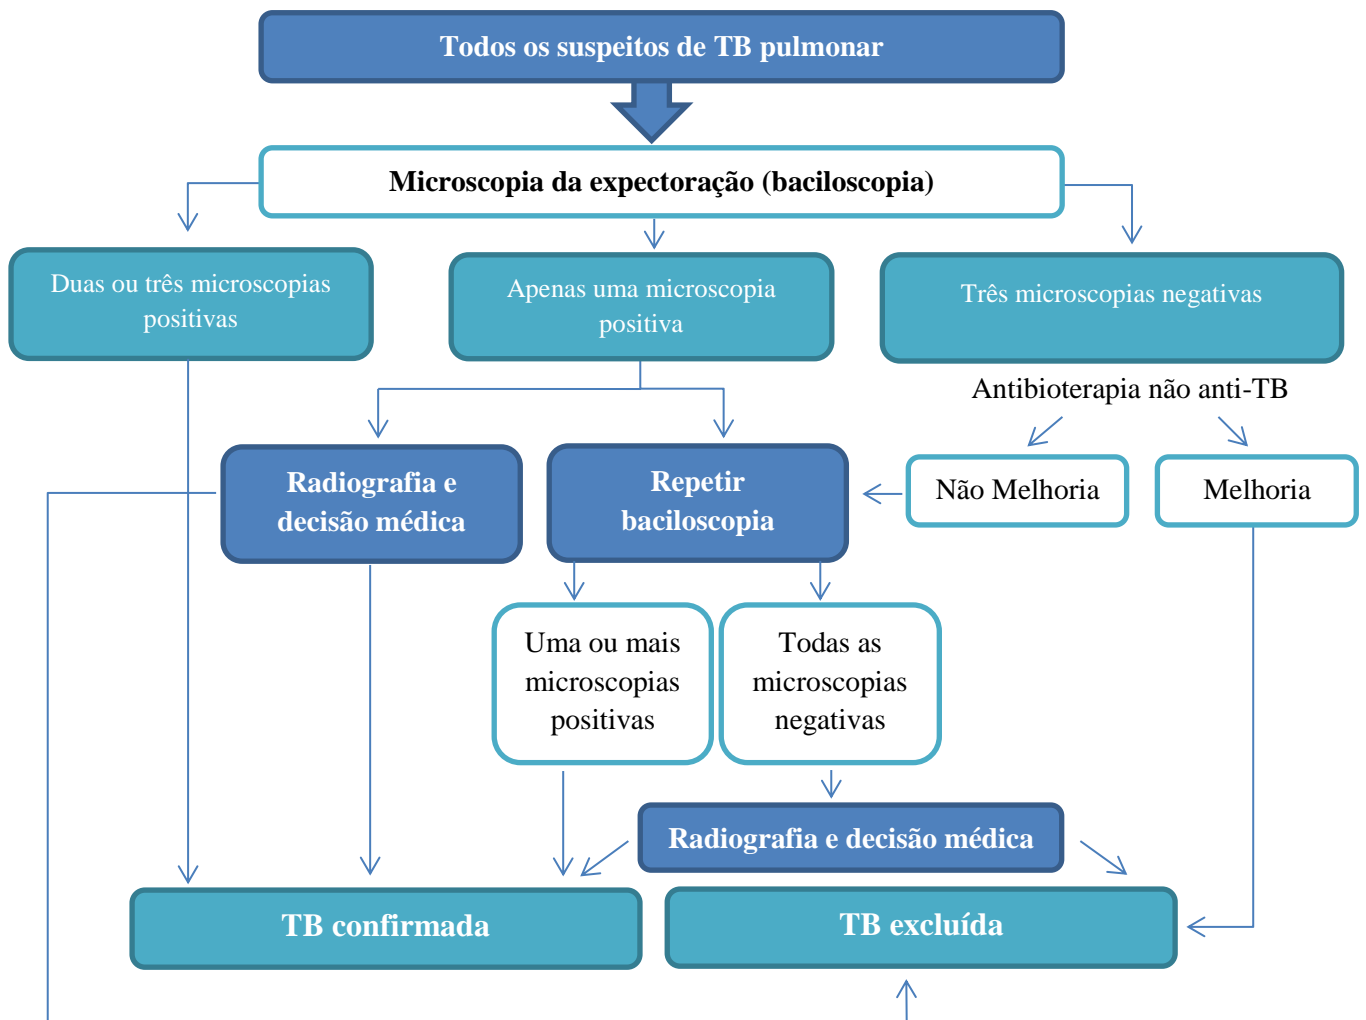 Todos os suspeitos de TB pulmonar
Microscopia da expectoração (baciloscopia)
Duas ou três microscopias
positivas
Apenas uma microscopia
positiva
Três microscopias negativas
Antibioterapia não anti-TB
Radiografia e
decisão médica
Repetir
baciloscopia
Não Melhoria
Melhoria
Uma ou mais
microscopias
positivas
Todas as
microscopias
negativas
Radiografia e decisão médica
TB confirmada
TB excluída